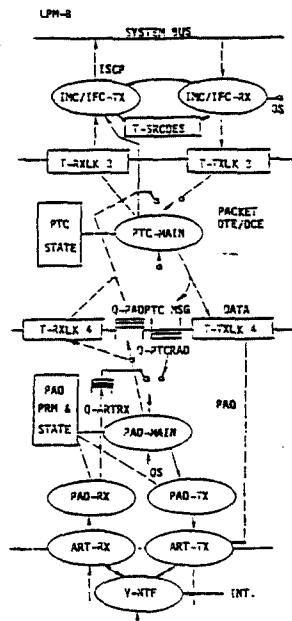 LPM-B
SYSTEM BUS
ISCP
IMC/IFC-TX
IMC/IFC-RX
OS
T-SRCDES
T-RXLK 3
T-TXLK 3
PTC
STATE
PTC-MAIN
PACKET
DTE/DCE
Q-PADPTC MSG
DATA
T-RXLK 4
T-TXLK 4
Q-PTCPAD
PAD
PRM &
STATE
Q-ARTRX
PAD
PAD-MAIN
OS
PAD-RX
PAD-TX
ART-RX
ART-TX
V-NTF
INT.